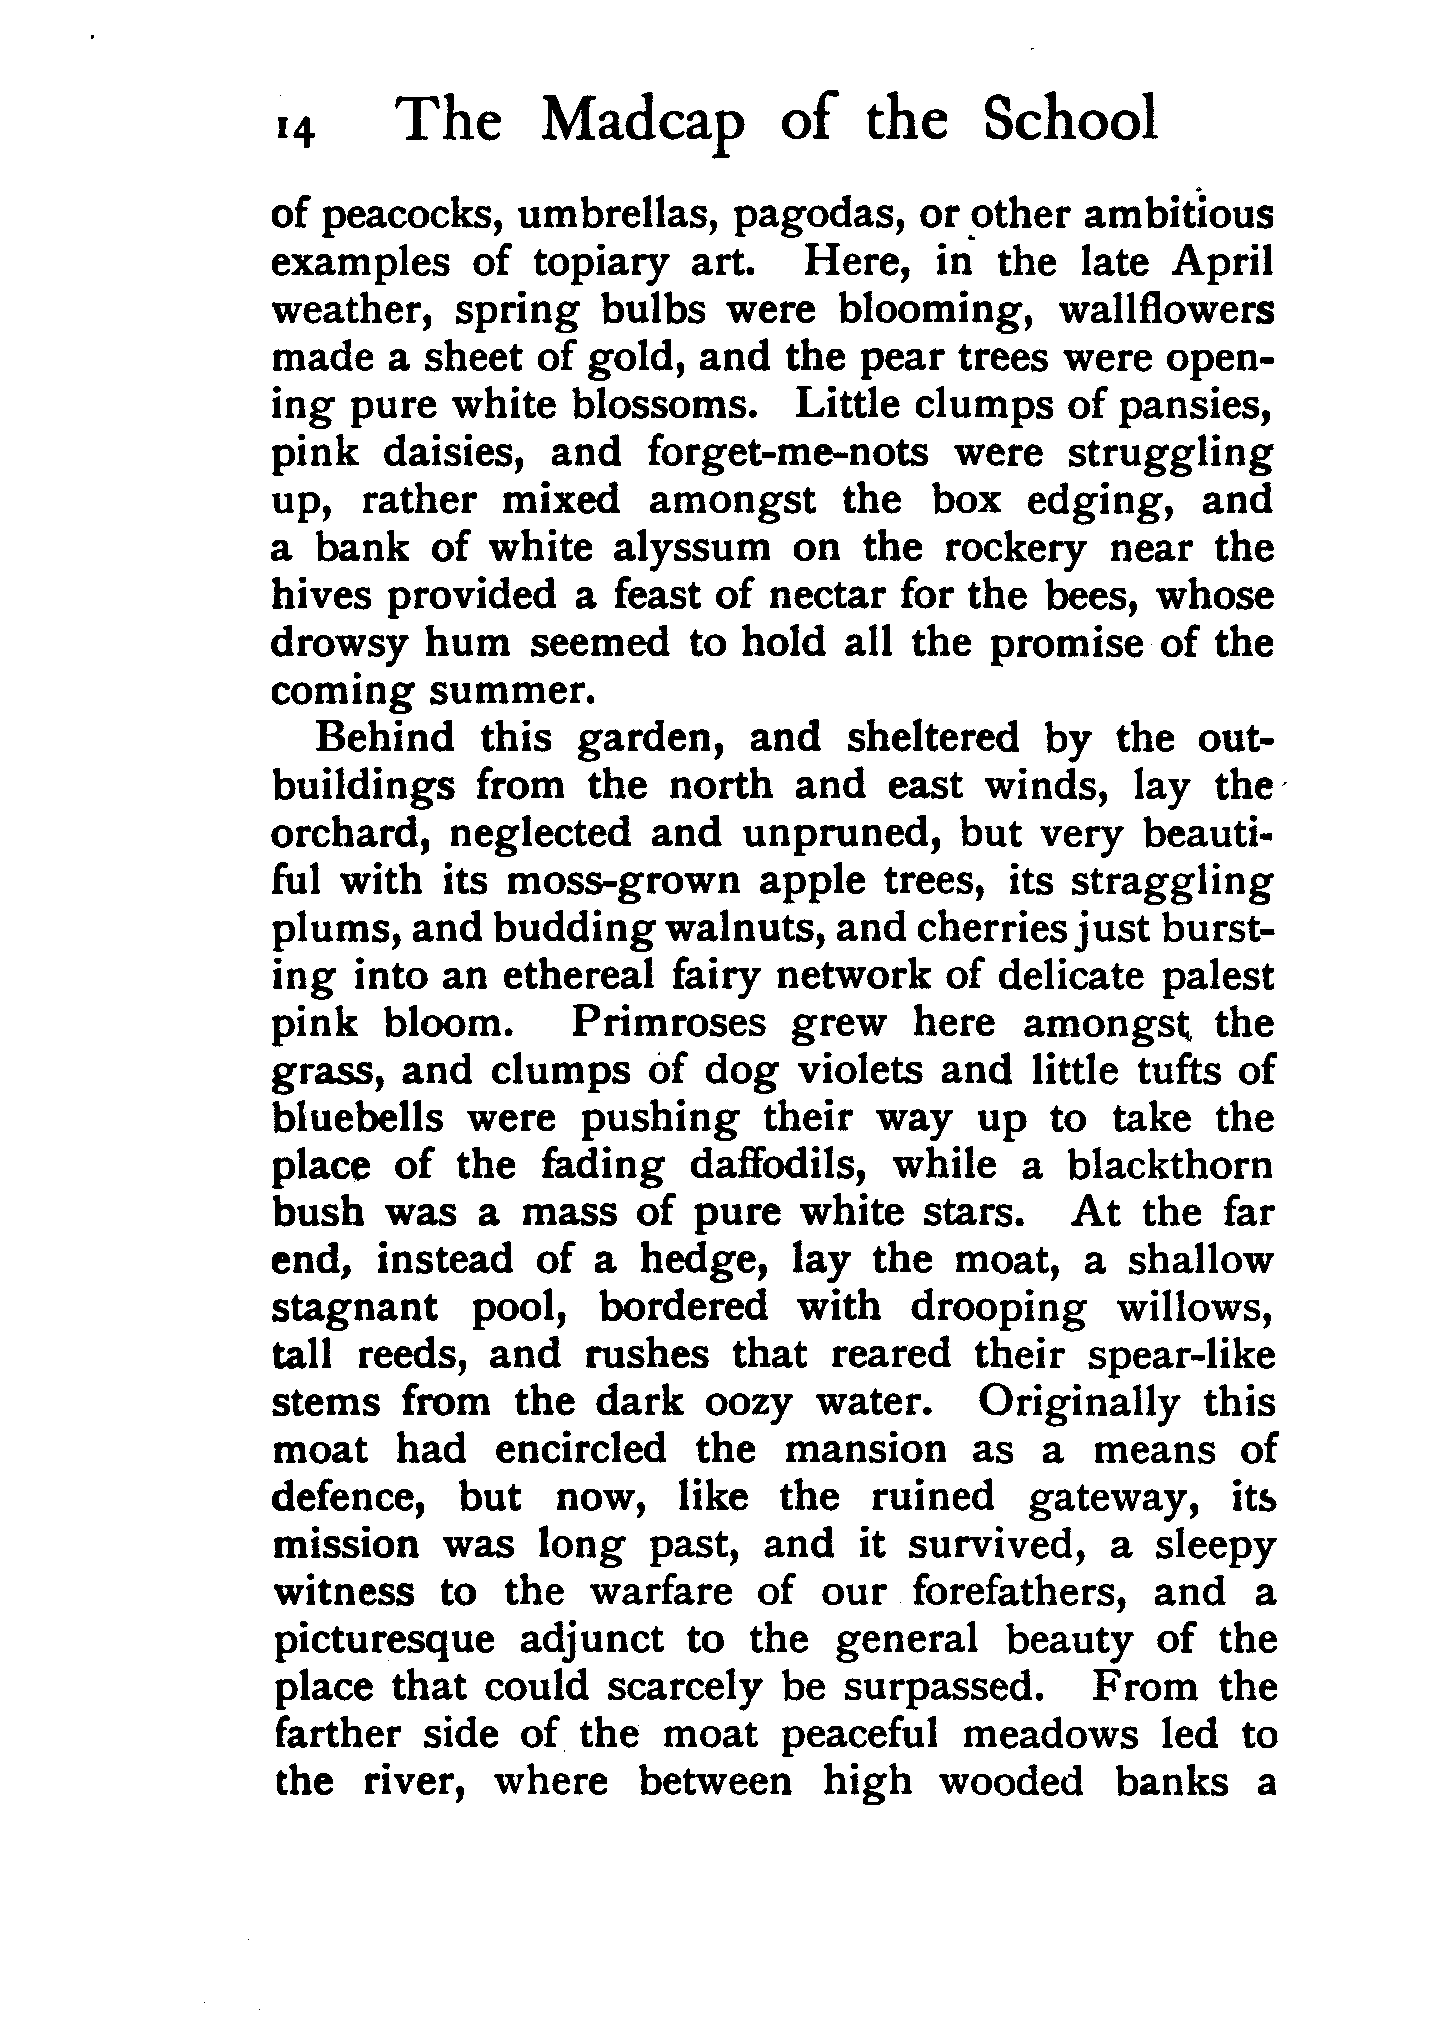 14 The Madcap of the School
of peacocks, umbrellas, pagodas, or other ambitious
examples of topiary art. Here, in the late April
weather, spring bulbs were blooming, wallflowers
made a sheet of gold, and the pear trees were open-
ing pure white blossoms. Little clumps of pansies,
pink daisies, and forget-me-nots were struggling
up, rather mixed amongst the box edging, and
a bank of white alyssum on the rockery near the
hives provided a feast of nectar for the bees, whose
drowsy hum seemed to hold all the promise of the
coming summer.
Behind this garden, and sheltered by the out-
buildings from the north and east winds, lay the
orchard, neglected and unpruned, but very beauti-
ful with its moss-grown apple trees, its straggling
plums, and budding walnuts, and cherries just burst-
ing into an ethereal fairy network of delicate palest
pink bloom. Primroses grew here amongst the
grass, and clumps of dog violets and little tufts of
bluebells were pushing their way up to take the
place of the fading daffodils, while a blackthorn
bush was a mass of pure white stars. At the far
end, instead of a hedge, lay the moat, a shallow
stagnant pool, bordered with drooping willows,
tall reeds, and rushes that reared their spear-like
stems from the dark oozy water. Originally this
moat had encircled the mansion as a means of
defence, but now, like the ruined gateway, its
mission was long past, and it survived, a sleepy
witness to the warfare of our forefathers, and a
picturesque adjunct to the general beauty of the
place that could scarcely be surpassed. From the
farther side of the moat peaceful meadows led to
the river, where between high wooded banks a